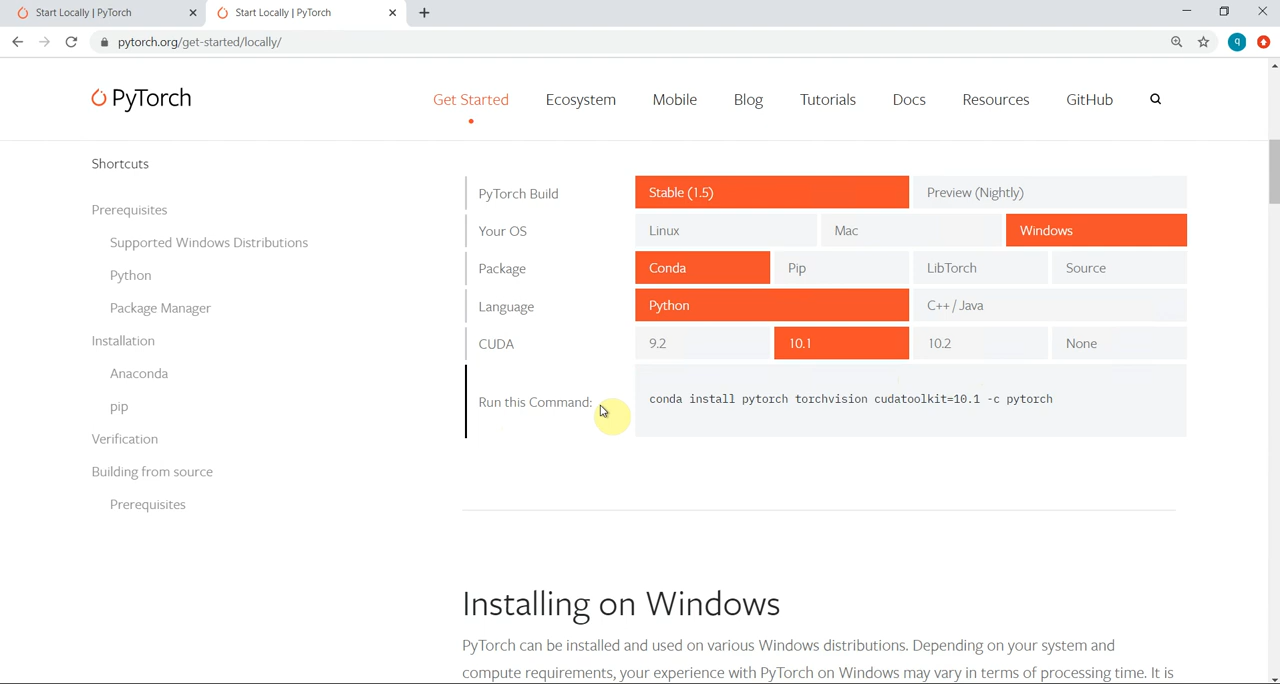 Start Locally | PyTorch
Start Locally | PyTorch
pytorch.org/get-started/locally/
q
PyTorch
Get Started Ecosystem Mobile Blog Tutorials Docs Resources GitHub
Shortcuts
Prerequisites
Supported Windows Distributions
Python
Package Manager
Installation
Anaconda
pip
Verification
Building from source
Prerequisites
PyTorch Build Stable (1.5) Preview (Nightly)
Your OS Linux Mac Windows
Package Conda Pip LibTorch Source
Language Python C++ / Java
CUDA 9.2 10.1 10.2 None
Run this Command: conda install pytorch torchvision cudatoolkit=10.1 -c pytorch
Installing on Windows
PyTorch can be installed and used on various Windows distributions. Depending on your system and
compute requirements, your experience with PyTorch on Windows may vary in terms of processing time. It is